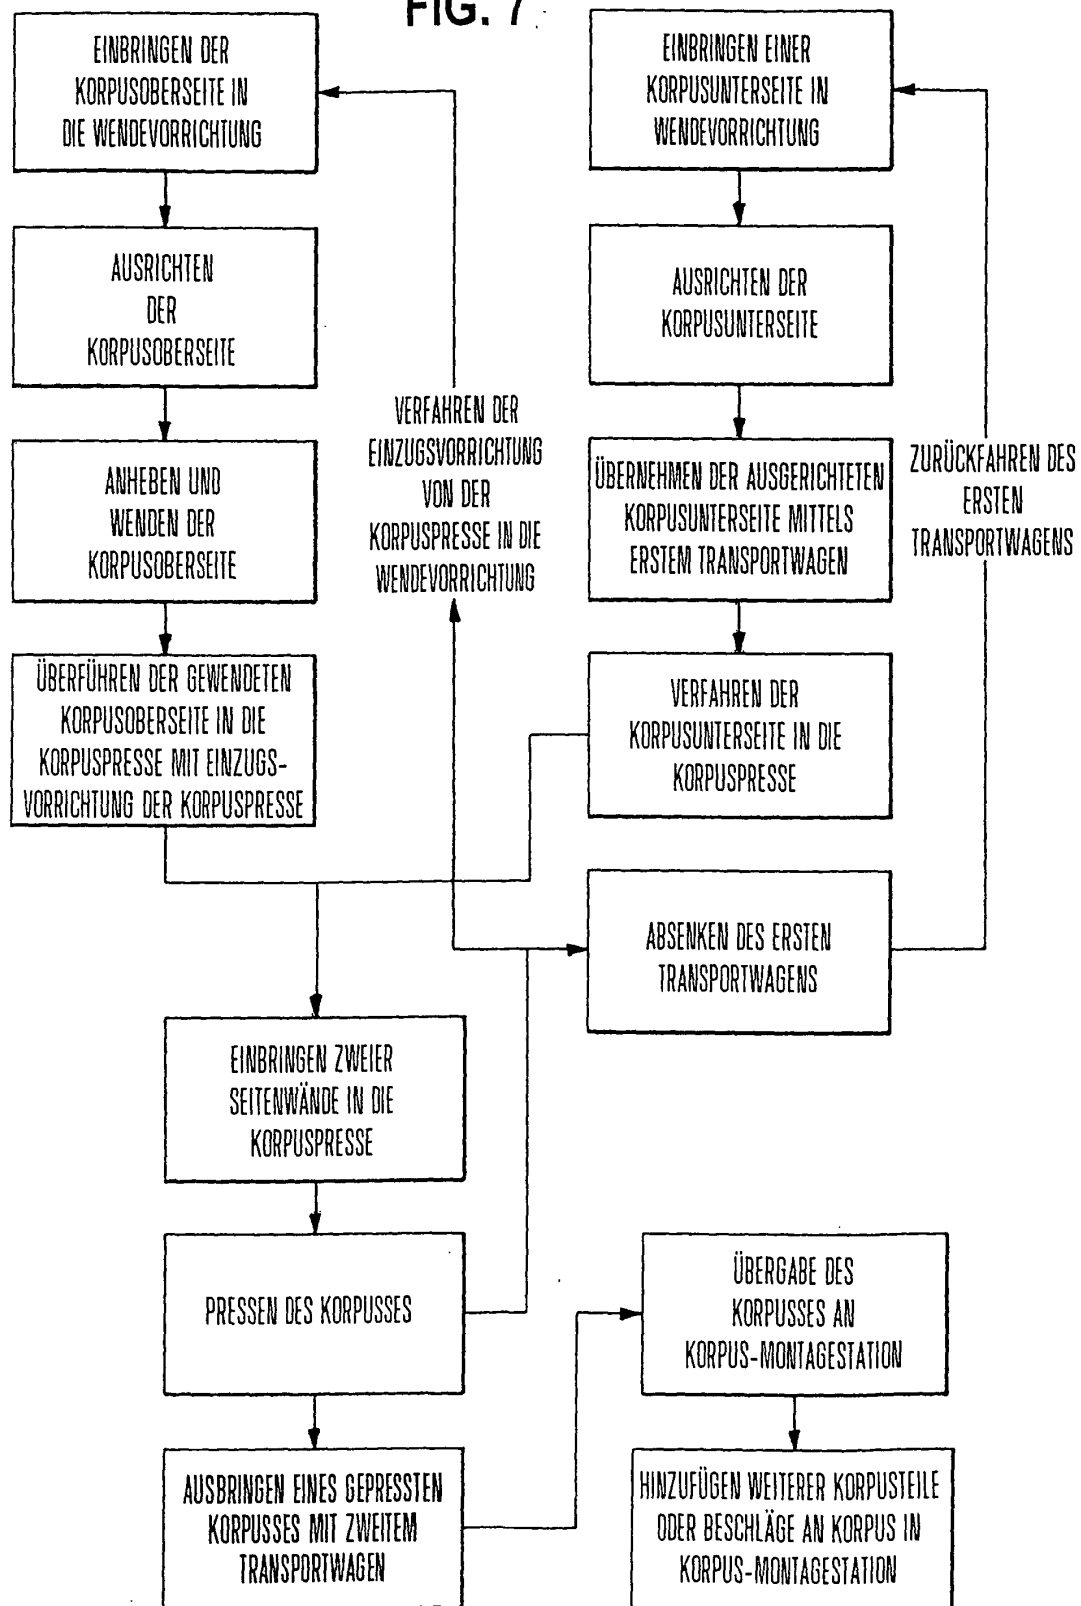 FIG. 7
EINBRINGEN DER
KORPUSOBERSEITE IN
DIE WENDEVORRICHTUNG
AUSRICHTEN
DER
KORPUSOBERSEITE
ANHEBEN UND
WENDEN DER
KORPUSOBERSEITE
ÜBERFÜHREN DER GEWENDETEN
KORPUSOBERSEITE IN DIE
KORPUSPRESSE MIT EINZUGS-
VORRICHTUNG DER KORPUSPRESSE
VERFAHREN DER
EINZUGSVORRICHTUNG
VON DER
KORPUSPRESSE IN DIE
WENDEVORRICHTUNG
EINBRINGEN EINER
KORPUSUNTERSEITE IN
WENDEVORRICHTUNG
AUSRICHTEN DER
KORPUSUNTERSEITE
ÜBERNEHMEN DER AUSGERICHTETEN
KORPUSUNTERSEITE MITTELS
ERSTEM TRANSPORTWAGEN
VERFAHREN DER
KORPUSUNTERSEITE IN DIE
KORPUSPRESSE
ZURÜCKFAHREN DES
ERSTEN
TRANSPORTWAGENS
ABSENKEN DES ERSTEN
TRANSPORTWAGENS
EINBRINGEN ZWEIER
SEITENWÄNDE IN DIE
KORPUSPRESSE
PRESSEN DES KORPUSSES
AUSBRINGEN EINES GEPRESSTEN
KORPUSSES MIT ZWEITEM
TRANSPORTWAGEN
ÜBERGABE DES
KORPUSSES AN
KORPUS-MONTAGESTATION
HINZUFÜGEN WEITERER KORPUSTEILE
ODER BESCHLÄGE AN KORPUS IN
KORPUS-MONTAGESTATION